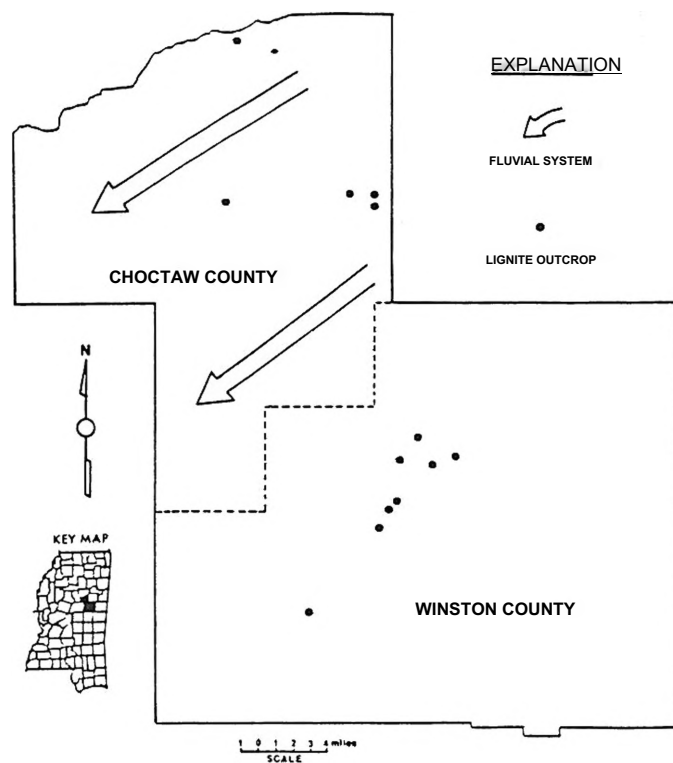 EXPLANATION
FLUVIAL SYSTEM
LIGNITE OUTCROP
CHOCTAW COUNTY
N
KEY MAP
WINSTON COUNTY
1 0 1 2 3 4 miles
SCALE